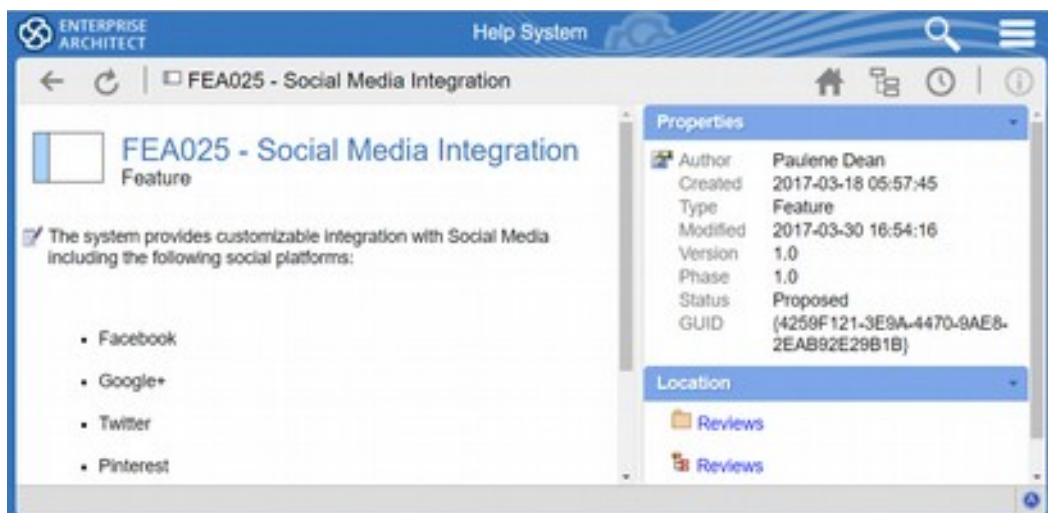 ENTERPRISE
ARCHITECT
Help System
FEA025 - Social Media Integration
FEA025 - Social Media Integration
Feature
The system provides customizable integration with Social Media
including the following social platforms:
• Facebook
• Google+
• Twitter
• Pinterest
Properties
Author Paulene Dean
Created 2017-03-18 05:57:45
Type Feature
Modified 2017-03-30 16:54:16
Version 1.0
Phase 1.0
Status Proposed
GUID {4259F121-3E9A-4470-9AE8-
2EAB92E29B1B}
Location
Reviews
Reviews